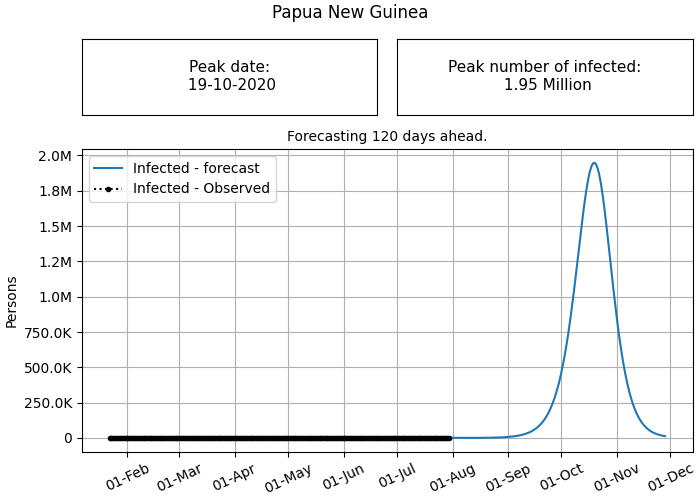 Papua New Guinea
Peak date:
19-10-2020
Peak number of infected:
1.95 Million
Forecasting 120 days ahead.
Infected - forecast
Infected - Observed
Persons
2.0M
1.8M
1.5M
1.2M
1.0M
750.0K
500.0K
250.0K
0
01-Feb
01-Mar
01-Apr
01-May
01-Jun
01-Jul
01-Aug
01-Sep
01-Oct
01-Nov
01-Dec